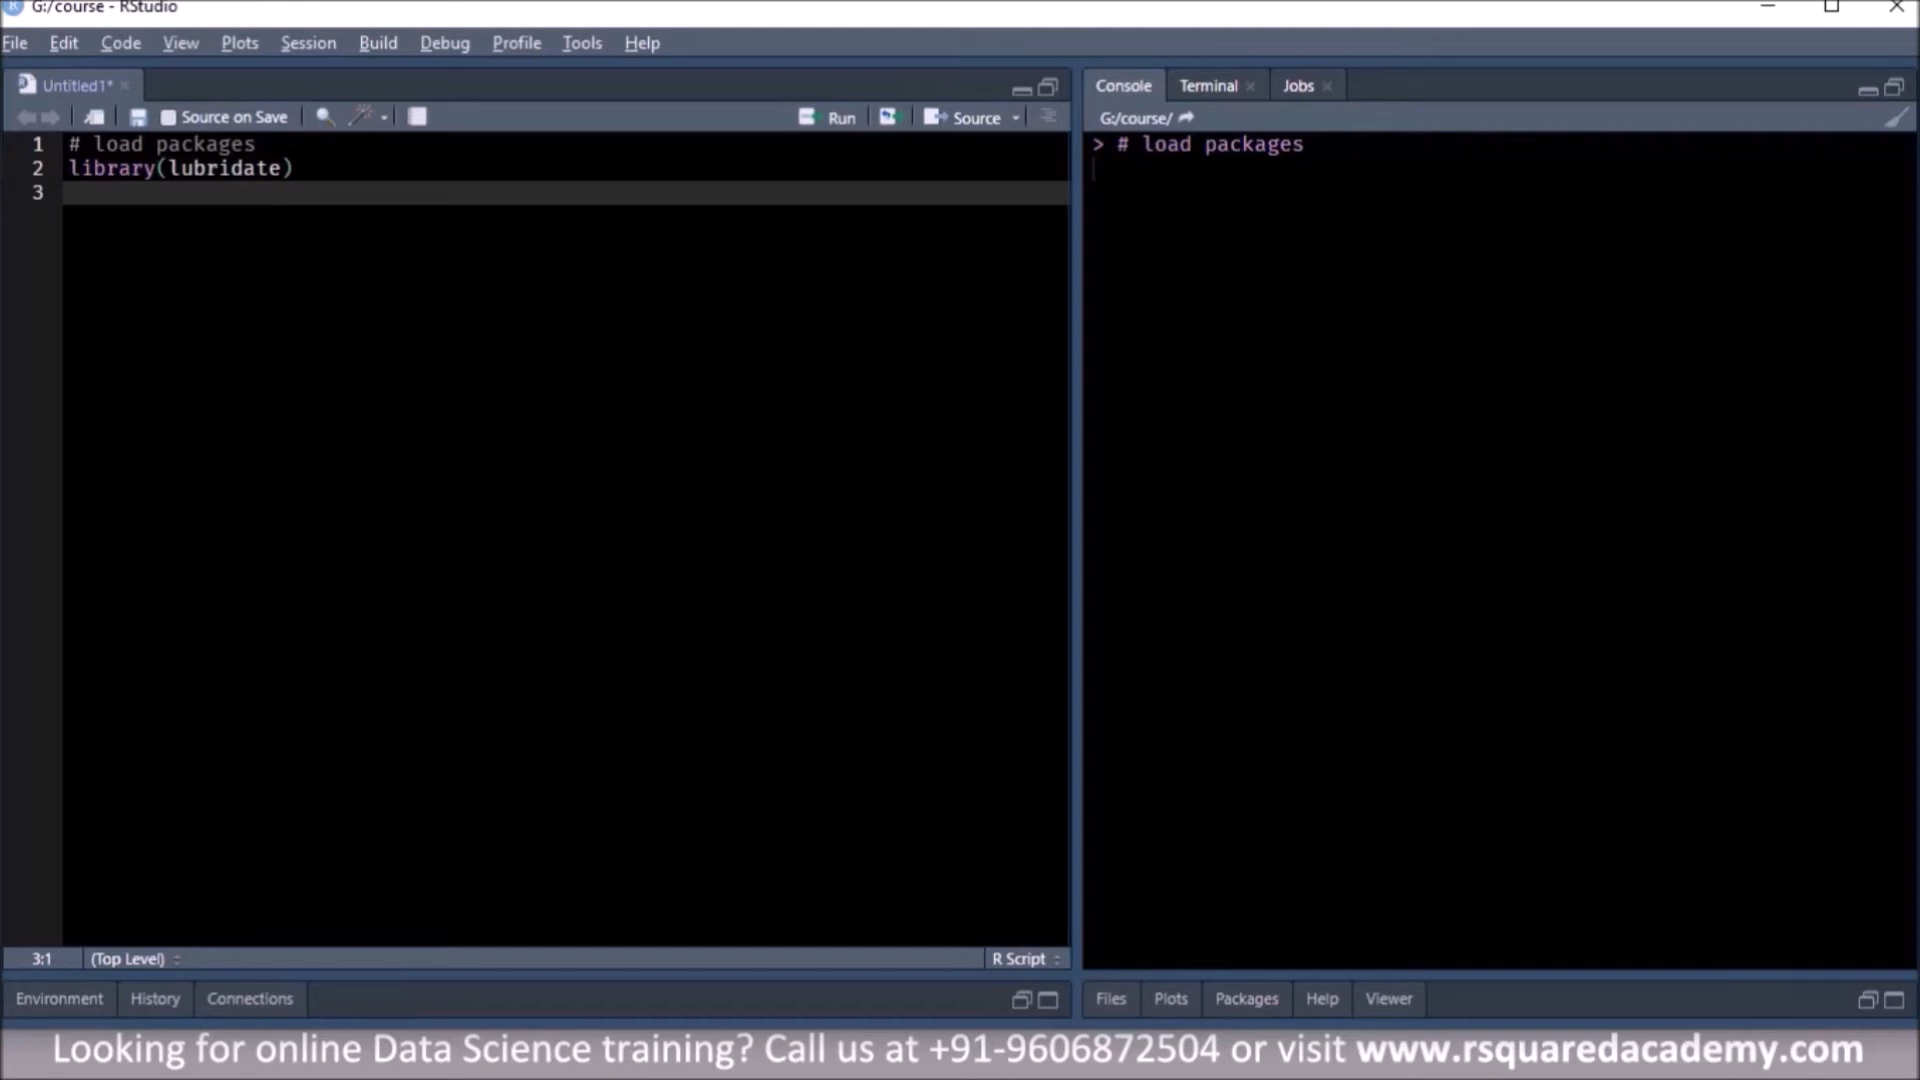 G:/course - RStudio
File Edit Code View Plots Session Build Debug Profile Tools Help
Untitled1*
Source on Save Run Source
1 # load packages
2 library(lubridate)
3
3:1 (Top Level) R Script
Environment History Connections
Console Terminal Jobs
G:/course/
> # load packages
Files Plots Packages Help Viewer
Looking for online Data Science training? Call us at +91-9606872504 or visit www.rsquaredacademy.com